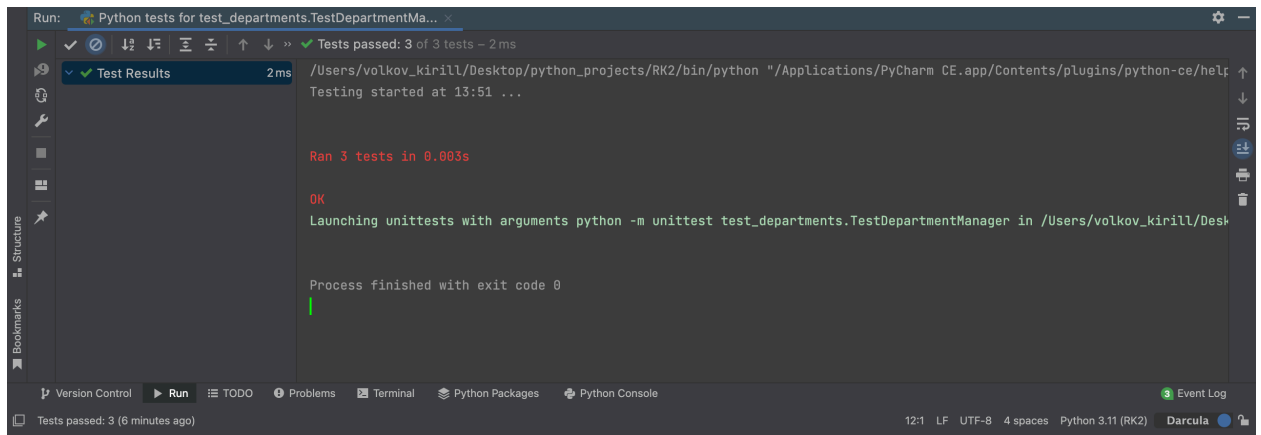 Run: Python tests for test_departments.TestDepartmentMa... ×
» Tests passed: 3 of 3 tests – 2 ms
Test Results 2 ms
/Users/volkov_kirill/Desktop/python_projects/RK2/bin/python "/Applications/PyCharm CE.app/Contents/plugins/python-ce/help
Testing started at 13:51 ...
Ran 3 tests in 0.003s
OK
Launching unittests with arguments python -m unittest test_departments.TestDepartmentManager in /Users/volkov_kirill/Desk
Process finished with exit code 0
Structure
Bookmarks
Version Control Run TODO Problems Terminal Python Packages Python Console 3 Event Log
Tests passed: 3 (6 minutes ago) 12:1 LF UTF-8 4 spaces Python 3.11 (RK2) Darcula